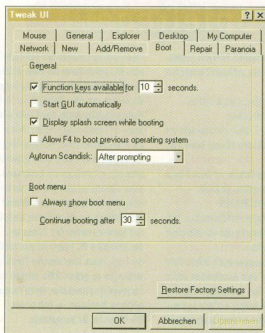 Tweak UI
Mouse General Explorer Desktop My Computer
Network New Add/Remove Boot Repair Paranoia
General
Function keys available for 10 seconds.
Start GUI automatically
Display splash screen while booting
Allow F4 to boot previous operating system
Autorun Scandisk: After prompting
Boot menu
Always show boot menu
Continue booting after 30 seconds.
Restore Factory Settings
OK Abbrechen